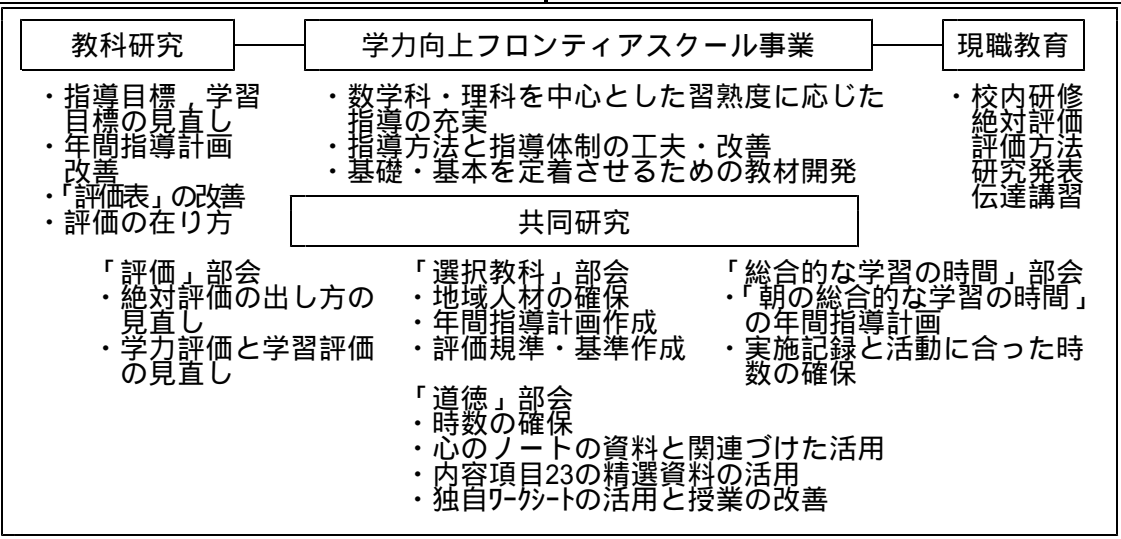 教科研究
学力向上フロンティアスクール事業
現職教育
・指導目標，学習
目標の見直し
・年間指導計画
改善
・「評価表」の改善
・評価の在り方
・数学科・理科を中心とした習熟度に応じた
指導の充実
・指導方法と指導体制の工夫・改善
・基礎・基本を定着させるための教材開発
・校内研修
絶対評価
評価方法
研究発表
伝達講習
共同研究
「評価」部会
・絶対評価の出し方の
見直し
・学力評価と学習評価
の見直し
「選択教科」部会
・地域人材の確保
・年間指導計画作成
・評価規準・基準作成
「総合的な学習の時間」部会
・「朝の総合的な学習の時間」
の年間指導計画
・実施記録と活動に合った時
数の確保
「道徳」部会
・時数の確保
・心のノートの資料と関連づけた活用
・内容項目23の精選資料の活用
・独自ﾜｰｸｼｰﾄの活用と授業の改善